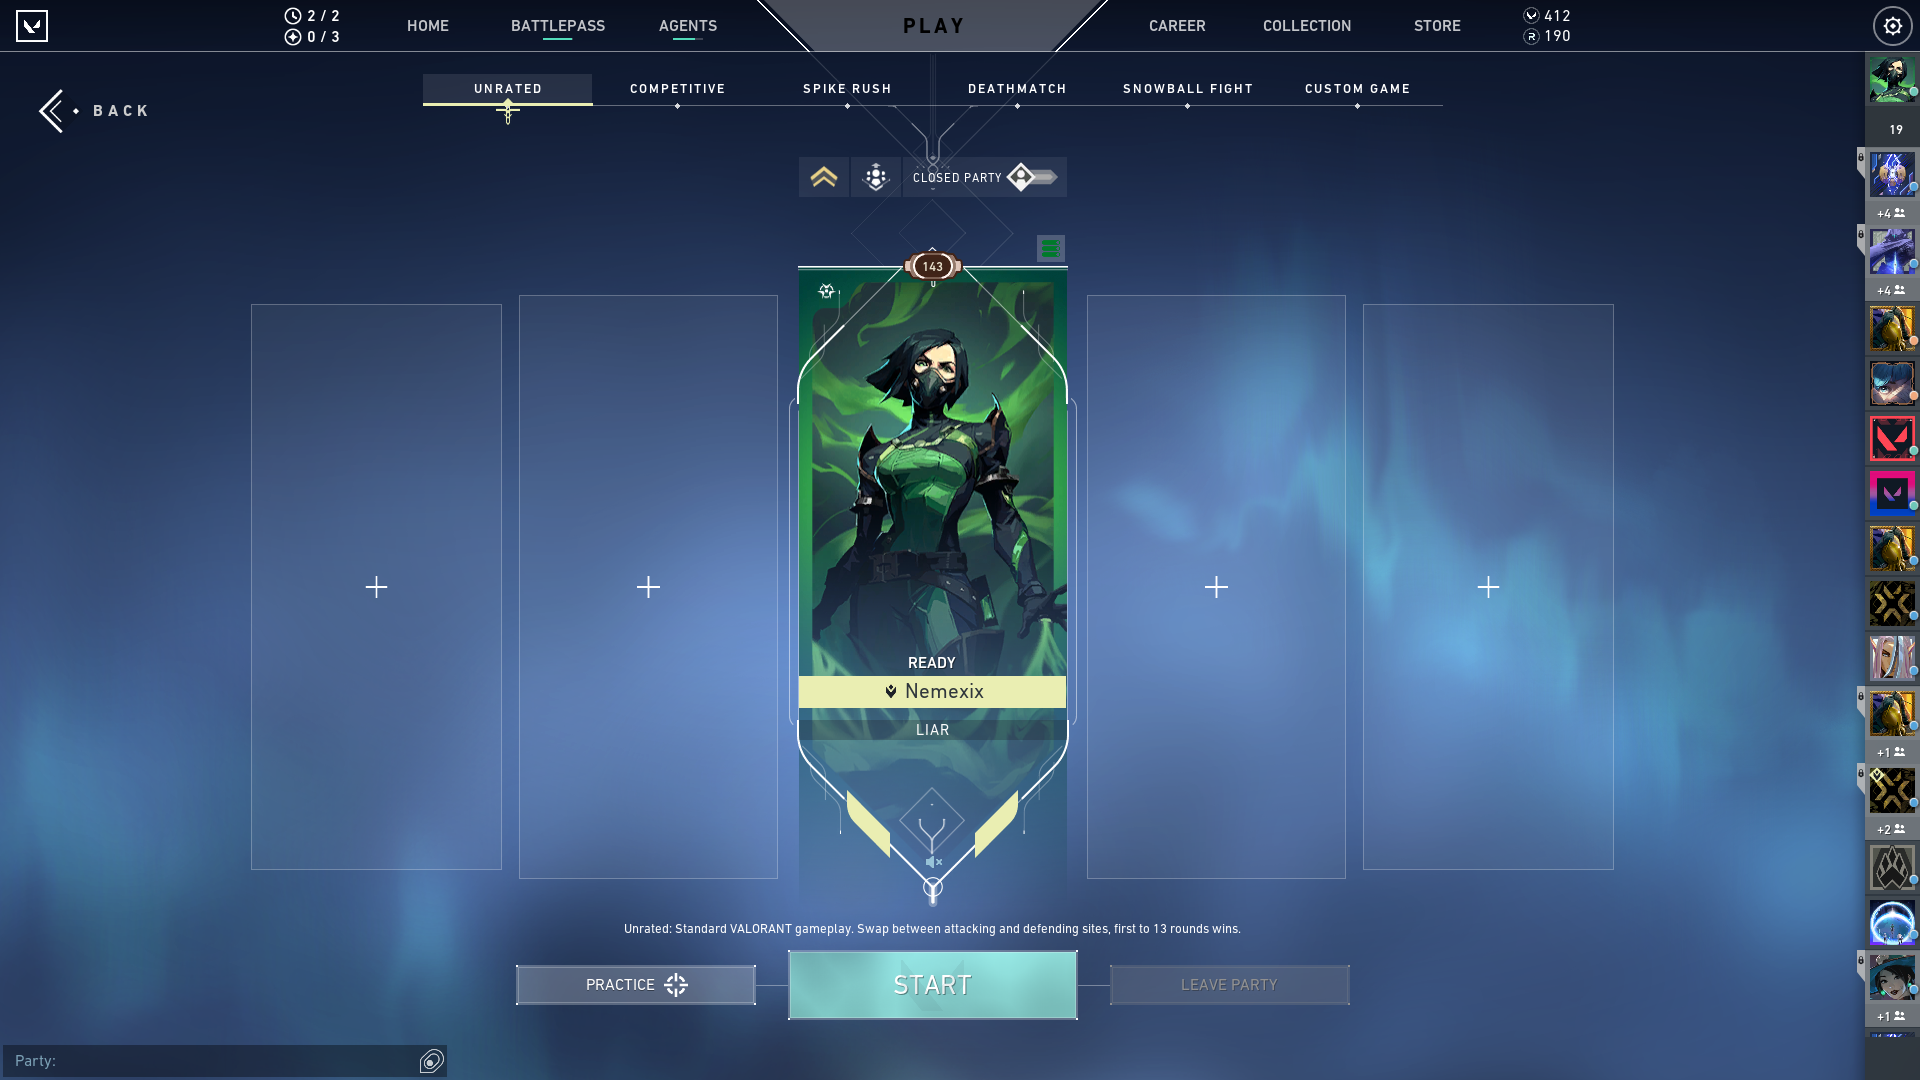 2 / 2
0 / 3
HOME
BATTLEPASS
AGENTS
PLAY
CAREER
COLLECTION
STORE
412
190
BACK
UNRATED
COMPETITIVE
SPIKE RUSH
DEATHMATCH
SNOWBALL FIGHT
CUSTOM GAME
19
CLOSED PARTY
+4
143
+4
READY
Nemexix
LIAR
+1
+2
Unrated: Standard VALORANT gameplay. Swap between attacking and defending sites, first to 13 rounds wins.
PRACTICE
START
LEAVE PARTY
+1
Party: